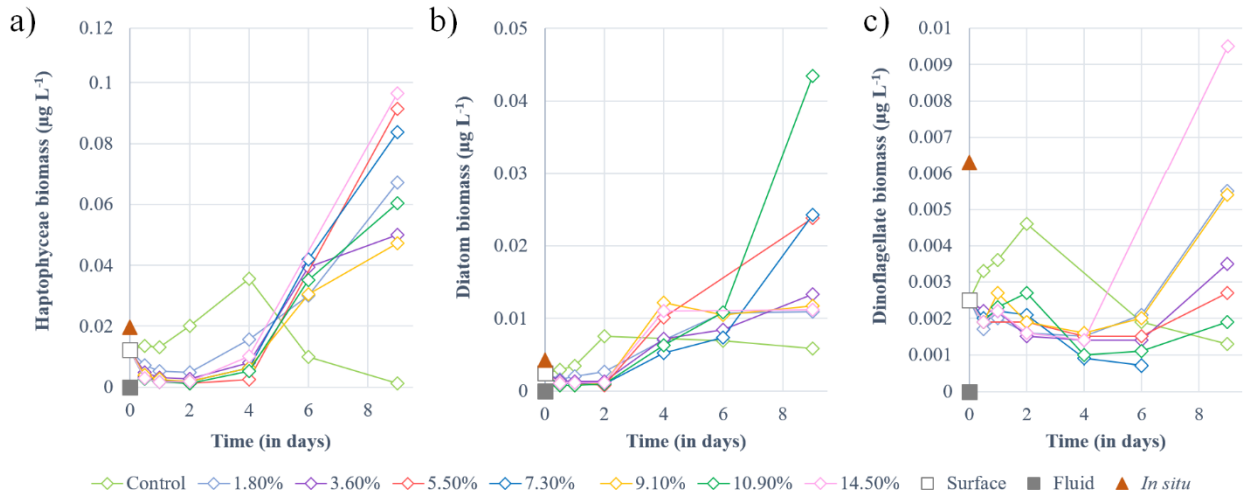 a)
Haptophyceae biomass (µg L⁻¹)
0.12
0.1
0.08
0.06
0.04
0.02
0
0 2 4 6 8
Time (in days)
b)
Diatom biomass (µg L⁻¹)
0.05
0.04
0.03
0.02
0.01
0
0 2 4 6 8
Time (in days)
c)
Dinoflagellate biomass (µg L⁻¹)
0.01
0.009
0.008
0.007
0.006
0.005
0.004
0.003
0.002
0.001
0
0 2 4 6 8
Time (in days)
Control 1.80% 3.60% 5.50% 7.30% 9.10% 10.90% 14.50% Surface Fluid In situ